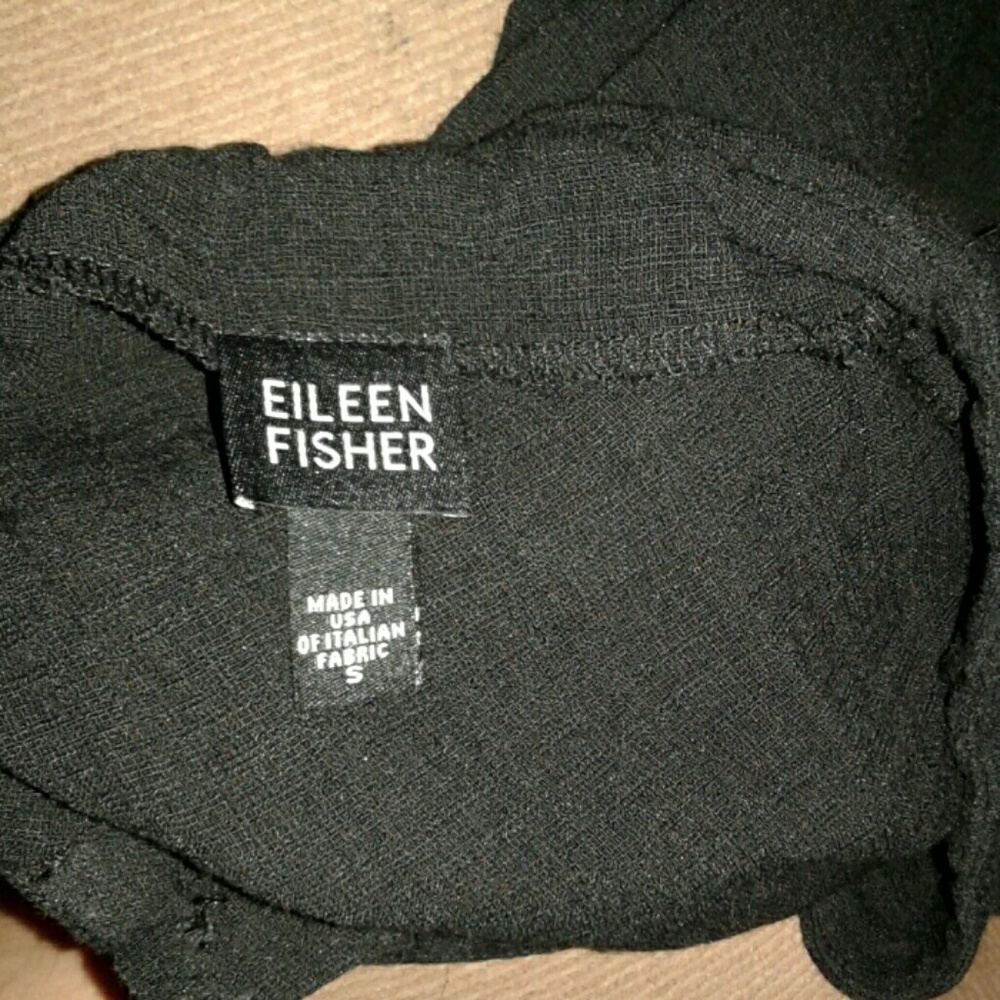 EILEEN
FISHER
MADE IN
USA
OF ITALIAN
FABRIC
S